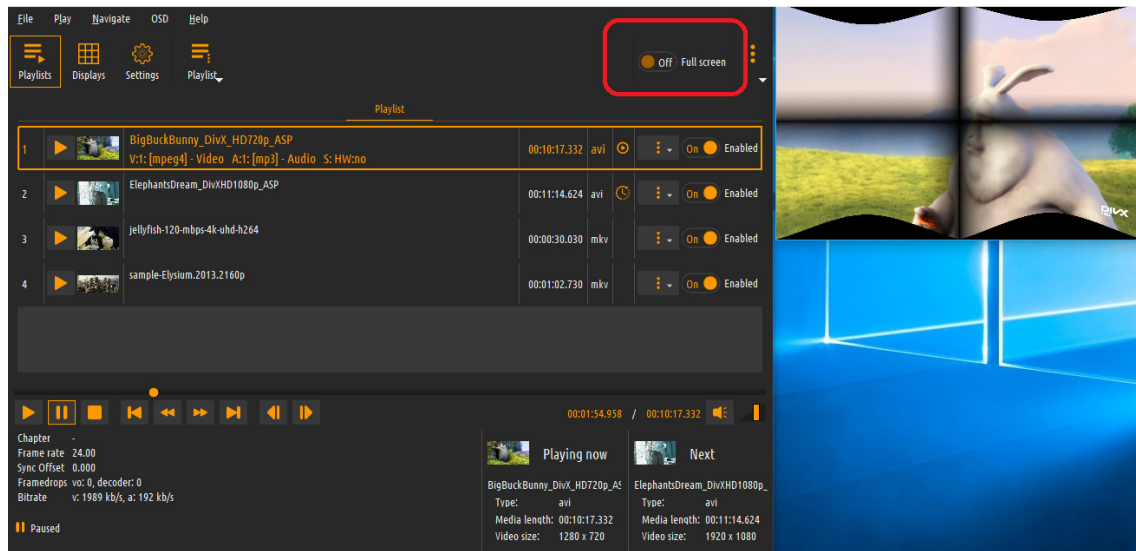 File Play Navigate OSD Help
Playlists Displays Settings Playlist
Off Full screen
Playlist
1 BigBuckBunny_DivX_HD720p_ASP
V:1: [mpeg4] - Video A:1: [mp3] - Audio S: HW:no
00:10:17.332 avi On Enabled
2 ElephantsDream_DivXHD1080p_ASP 00:11:14.624 avi On Enabled
3 jellyfish-120-mbps-4k-uhd-h264 00:00:30.030 mkv On Enabled
4 sample-Elysium.2013.2160p 00:01:02.730 mkv On Enabled
00:01:54.958 / 00:10:17.332
Chapter -
Frame rate 24.00
Sync Offset 0.000
Framedrops vo: 0, decoder: 0
Bitrate v: 1989 kb/s, a: 192 kb/s
Paused
Playing now
BigBuckBunny_DivX_HD720p_AS
Type: avi
Media length: 00:10:17.332
Video size: 1280 x 720
Next
ElephantsDream_DivXHD1080p_
Type: avi
Media length: 00:11:14.624
Video size: 1920 x 1080
DIVX